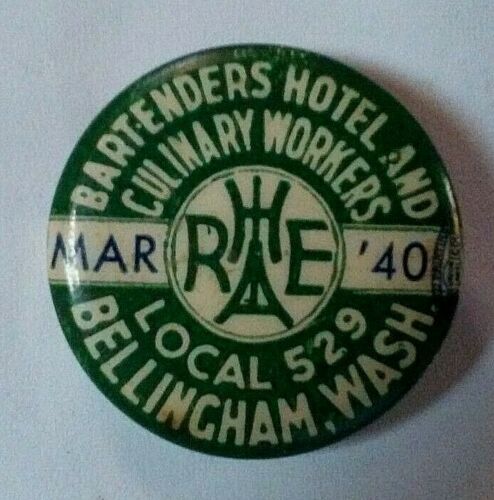 BARTENDERS HOTEL AND
CULINARY WORKERS
MAR '40
H
R E
A
LOCAL 529
BELLINGHAM, WASH.